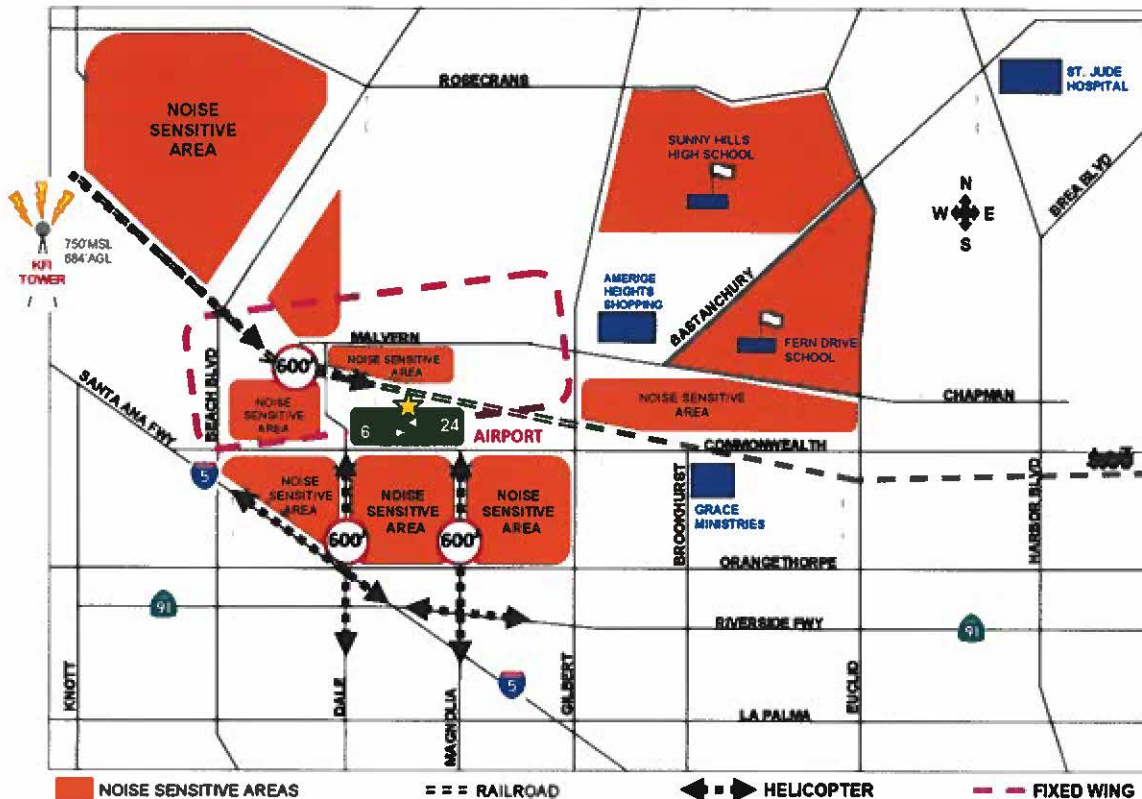 ROSECRANS
NOISE
SENSITIVE
AREA
ST. JUDE
HOSPITAL
SUNNY HILLS
HIGH SCHOOL
N
W E
S
BREA BLVD
750'MSL
684'AGL
KFI
TOWER
AMERIGE
HEIGHTS
SHOPPING
BASTANCHURY
FERN DRIVE
SCHOOL
MALVERN
NOISE SENSITIVE
AREA
600'
SANTA ANA FWY
BEACH BLVD
NOISE
SENSITIVE
AREA
NOISE SENSITIVE
AREA
CHAPMAN
6 24
AIRPORT
COMMONWEALTH
5
NOISE
SENSITIVE
AREA
NOISE
SENSITIVE
AREA
NOISE
SENSITIVE
AREA
BROOKHURST
GRACE
MINISTRIES
HARBOR BLVD
600'
600'
ORANGETHORPE
91
RIVERSIDE FWY
91
KNOTT
DALE
MAGNOLIA
5
GILBERT
EUCLID
LA PALMA
NOISE SENSITIVE AREAS
RAILROAD
HELICOPTER
FIXED WING